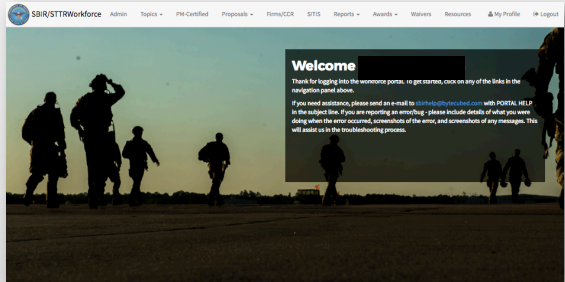 SBIR/STTRWorkforce Admin Topics PM-Certified Proposals Firms/CCR SITIS Reports Awards Waivers Resources My Profile Logout
Welcome
Thank for logging into the workforce portal. To get started, click on any of the links in the
navigation panel above.
If you need assistance, please send an e-mail to sbirhelp@bytecubed.com with PORTAL HELP
in the subject line. If you are reporting an error/bug - please include details of what you were
doing when the error occurred, screenshots of the error, and screenshots of any messages. This
will assist us in the troubleshooting process.